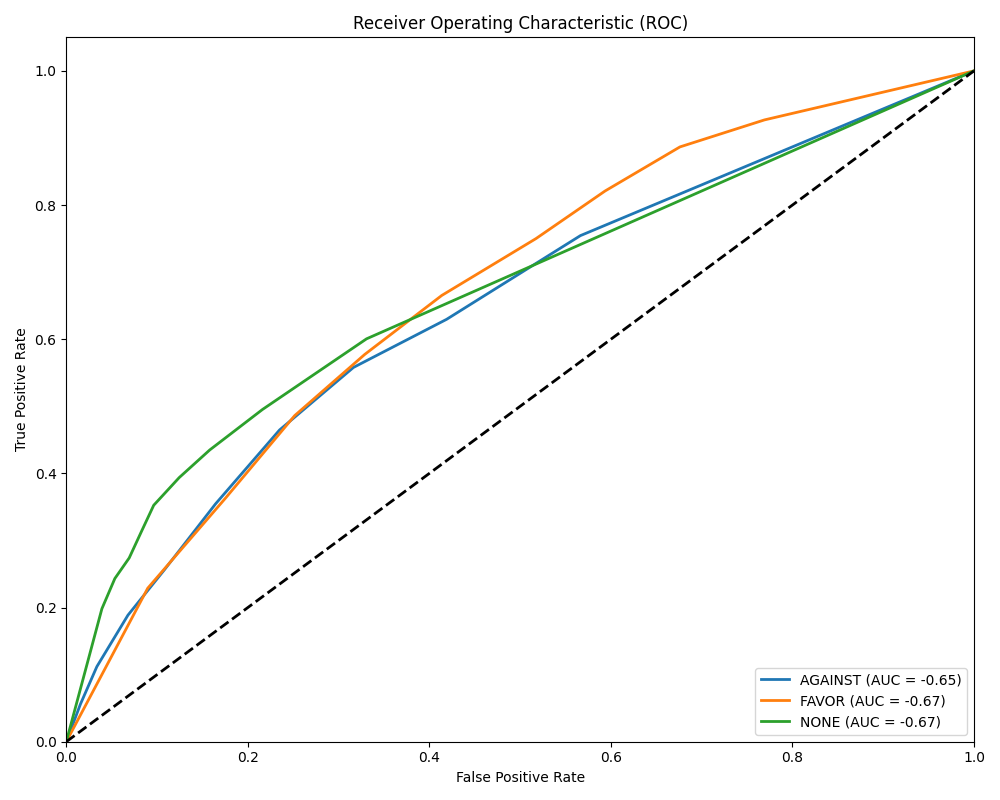 Receiver Operating Characteristic (ROC)
True Positive Rate
1.0
0.8
0.6
0.4
0.2
0.0
0.0 0.2 0.4 0.6 0.8 1.0
False Positive Rate
AGAINST (AUC = -0.65)
FAVOR (AUC = -0.67)
NONE (AUC = -0.67)